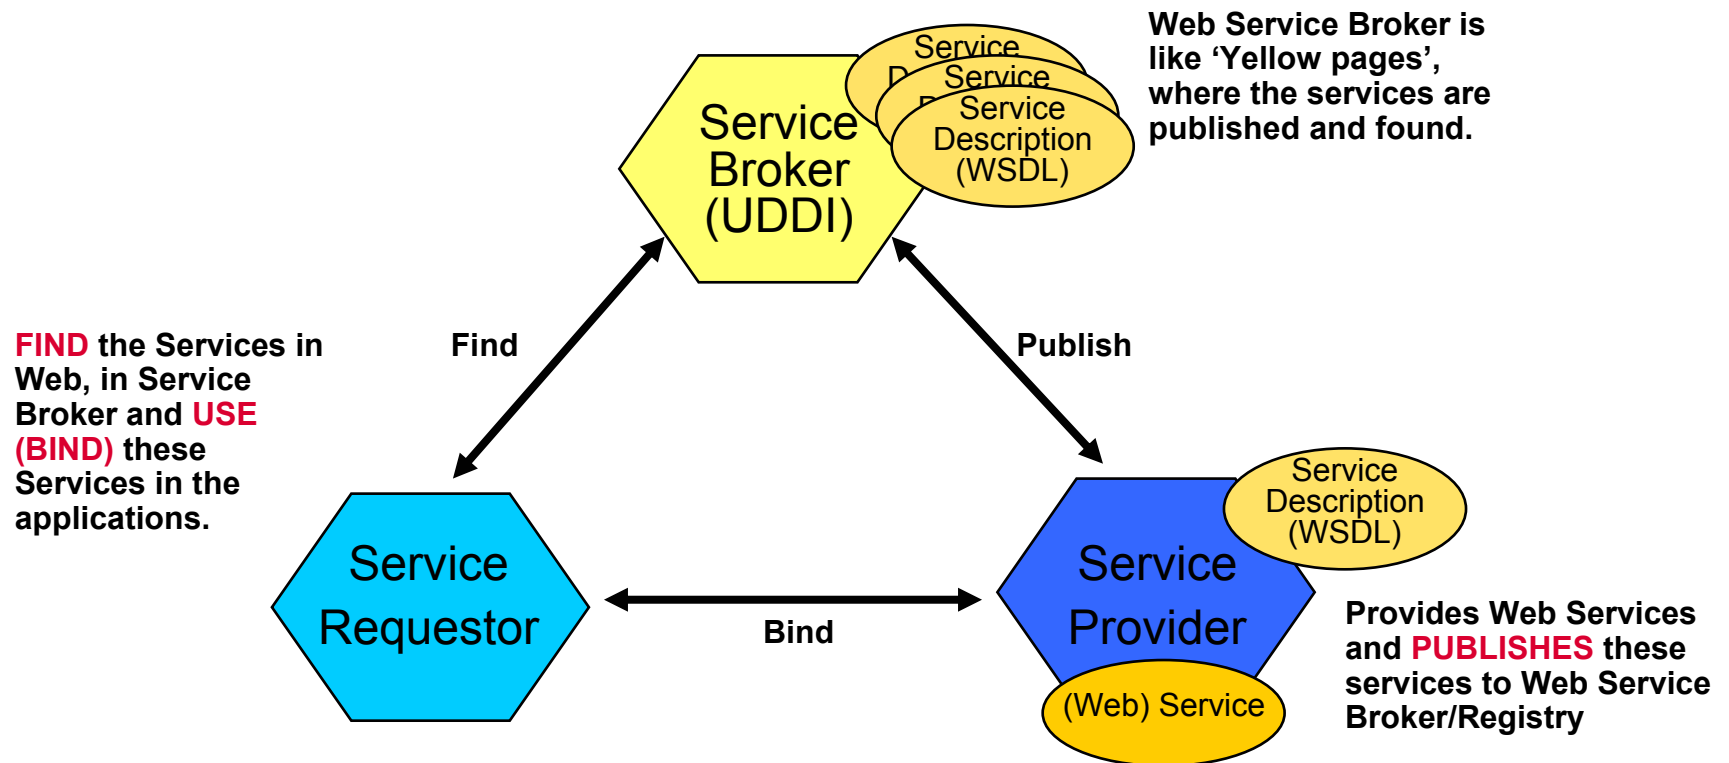 Web Service Broker is
like ‘Yellow pages’,
where the services are
published and found.
Service
Service
Service
Description
(WSDL)
Service
Broker
(UDDI)
FIND the Services in
Web, in Service
Broker and USE
(BIND) these
Services in the
applications.
Find
Publish
Service
Description
(WSDL)
Service
Requestor
Bind
Service
Provider
(Web) Service
Provides Web Services
and PUBLISHES these
services to Web Service
Broker/Registry